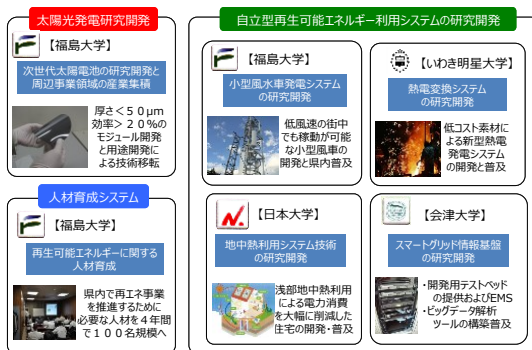 太陽光発電研究開発
【福島大学】
次世代太陽電池の研究開発と
周辺事業領域の産業集積
厚さ＜５０μm
効率＞２０％の
モジュール開発
と用途開発によ
る技術移転
人材育成システム
【福島大学】
再生可能エネルギーに関する
人材育成
県内で再エネ事業
を推進するために
必要な人材を４年間
で１００名規模へ
自立型再生可能エネルギー利用システムの研究開発
【福島大学】
小型風水車発電システム
の研究開発
低風速の街中
でも稼動が可能
な小型風車の
開発と県内普及
【いわき明星大学】
熱電変換システム
の研究開発
低コスト素材に
よる新型熱電
発電システム
の開発と普及
【日本大学】
地中熱利用システム技術
の研究開発
浅部地中熱利用
による電力消費
を大幅に削減した
住宅の開発・普及
【会津大学】
スマートグリッド情報基盤
の研究開発
・開発用テストベッド
の提供およびEMS
・ビッグデータ解析
ツールの構築普及